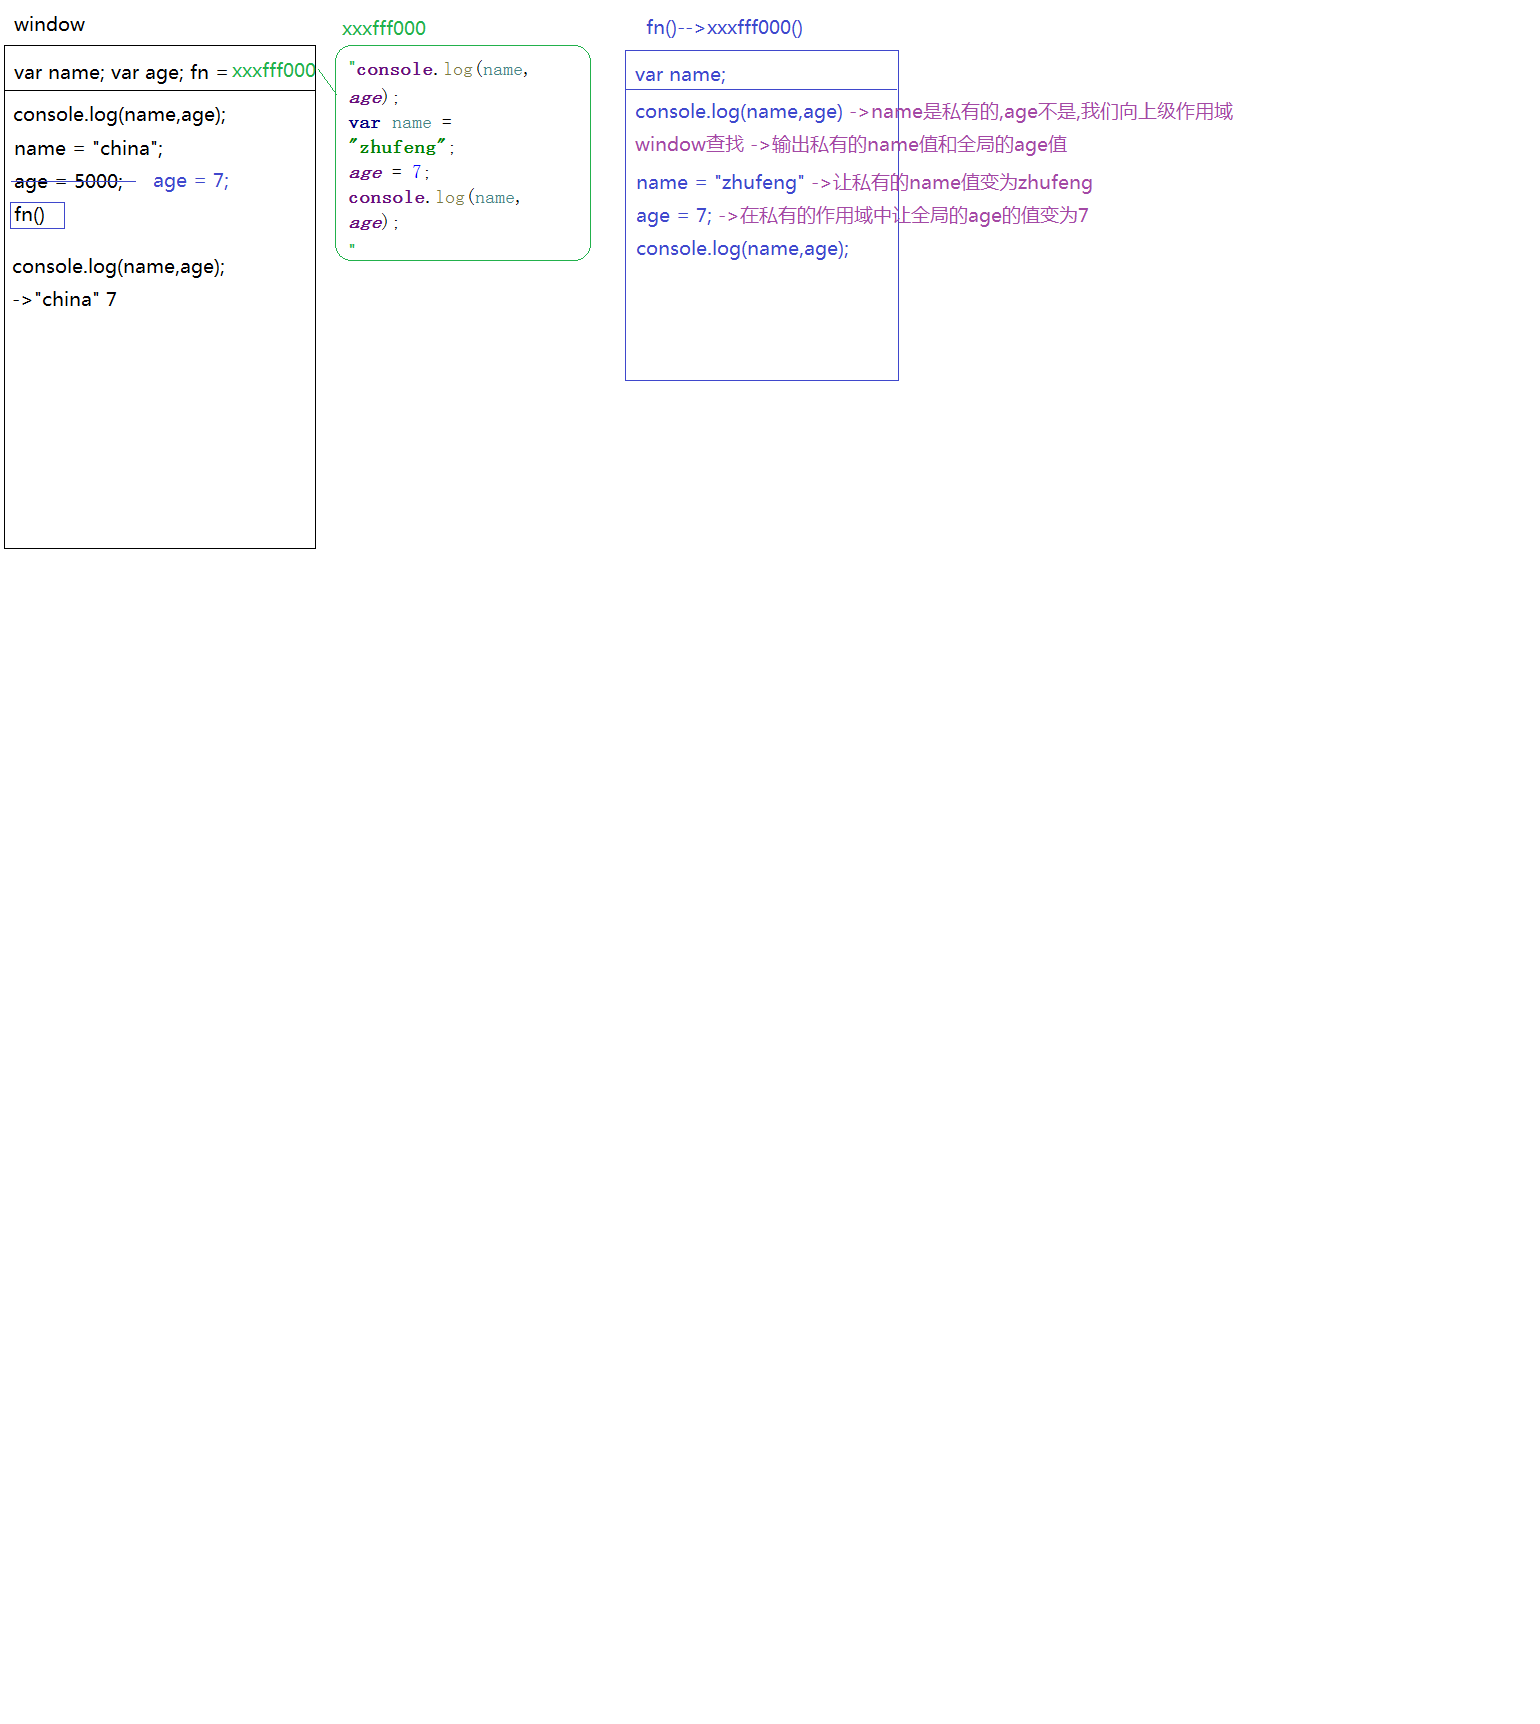 window
var name; var age; fn = xxxfff000
console.log(name,age);
name = "china";
age = 5000; age = 7;
fn()
console.log(name,age);
->"china" 7
xxxfff000
"console.log(name,
age);
var name =
"zhufeng";
age = 7;
console.log(name,
age);
"
fn()-->xxxfff000()
var name;
console.log(name,age) ->name是私有的,age不是,我们向上级作用域
window查找 ->输出私有的name值和全局的age值
name = "zhufeng" ->让私有的name值变为zhufeng
age = 7; ->在私有的作用域中让全局的age的值变为7
console.log(name,age);